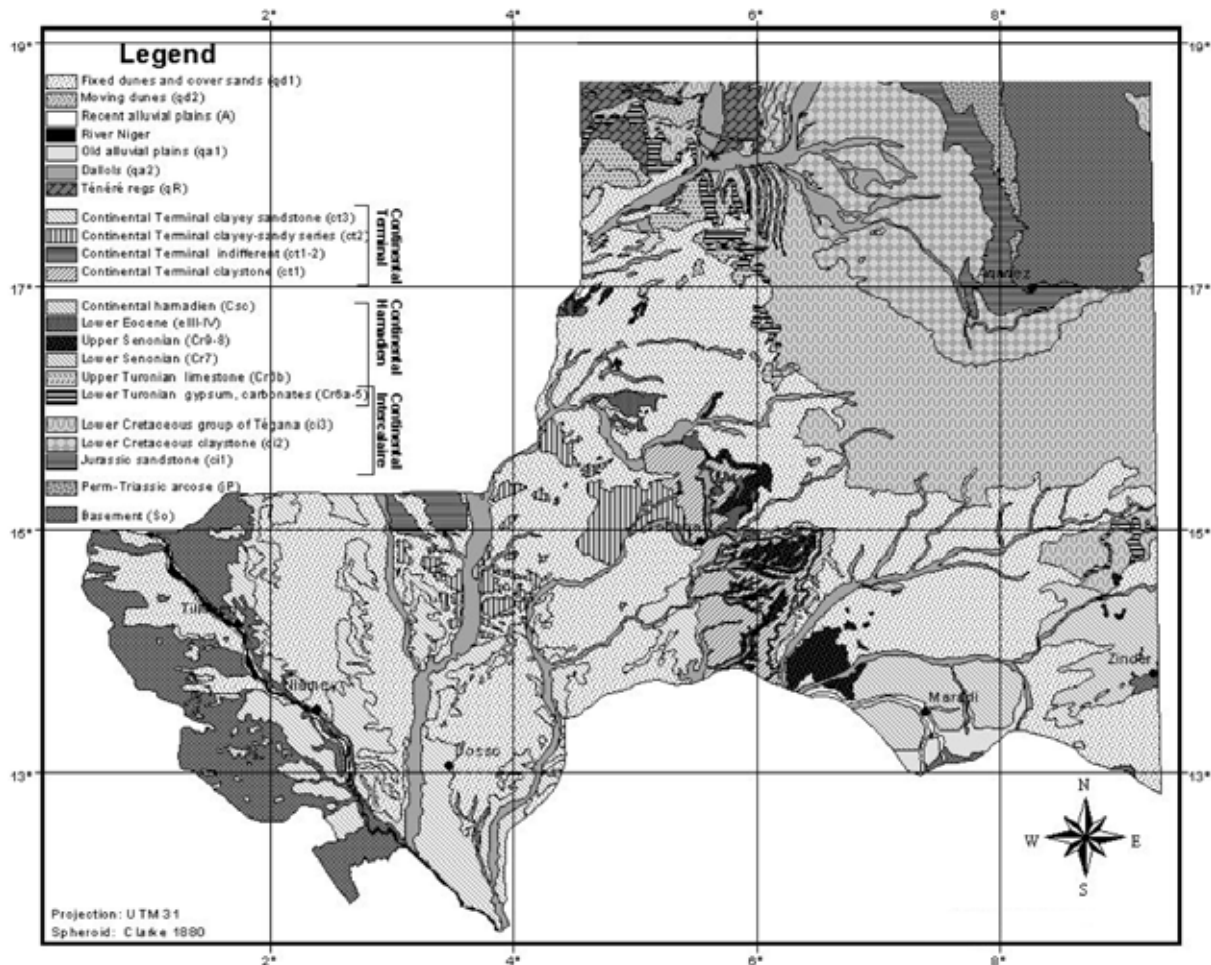 2° 4° 6° 8°
19° 19°
Legend
Fixed dunes and cover sands (qd1)
Moving dunes (qd2)
Recent alluvial plains (A)
River Niger
Old alluvial plains (qa1)
Dallols (qa2)
Ténéré regs (qR)
Continental Terminal clayey sandstone (ct3)
Continental Terminal clayey-sandy series (ct2)
Continental Terminal indifferent (ct1-2)
Continental Terminal claystone (ct1)
Continental Terminal
Continental hamadien (Csc)
Lower Eocene (eIII-IV)
Upper Senonian (Cr9-8)
Lower Senonian (Cr7)
Upper Turonian limestone (Cr6b)
Lower Turonian gypsum, carbonates (Cr6a-5)
Continental Hamadien
Lower Cretaceous group of Tégana (ci3)
Lower Cretaceous claystone (ci2)
Jurassic sandstone (ci1)
Continental Intercalaire
Perm-Triassic arcose (iP)
Basement (So)
17° 17°
15° 15°
Zinder
Maradi
13° 13°
N
W E
S
Projection: UTM 31
Spheroid: Clarke 1880
2° 4° 6° 8°